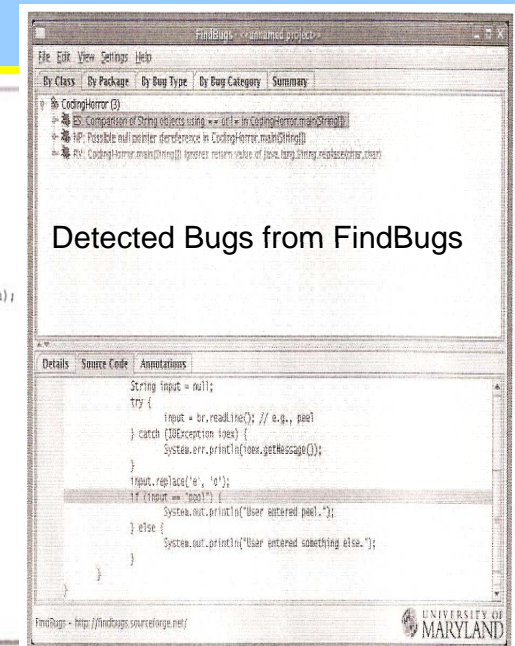 FindBugs - <unnamed project>
File Edit View Settings Help
By Class By Package By Bug Type By Bug Category Summary
CodingHorror (3)
ES: Comparison of String objects using == or != in CodingHorror.main(String[])
NP: Possible null pointer dereference in CodingHorror.main(String[])
RV: CodingHorror.main(String[]) ignores return value of java.lang.String.replace(char,char)
Detected Bugs from FindBugs
);
Details Source Code Annotations
String input = null;
try {
input = br.readLine(); // e.g., peel
} catch (IOException ioex) {
System.err.println(ioex.getMessage());
}
input.replace('e', 'o');
if (input == "pool") {
System.out.println("User entered peel.");
} else {
System.out.println("User entered something else.");
}
}
}
FindBugs - http://findbugs.sourceforge.net/
UNIVERSITY OF
MARYLAND